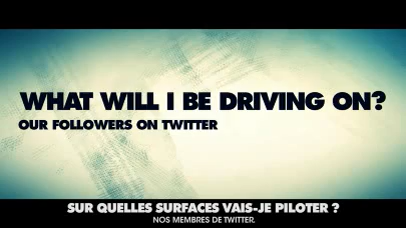 WHAT WILL I BE DRIVING ON?
OUR FOLLOWERS ON TWITTER
SUR QUELLES SURFACES VAIS-JE PILOTER ?
NOS MEMBRES DE TWITTER.